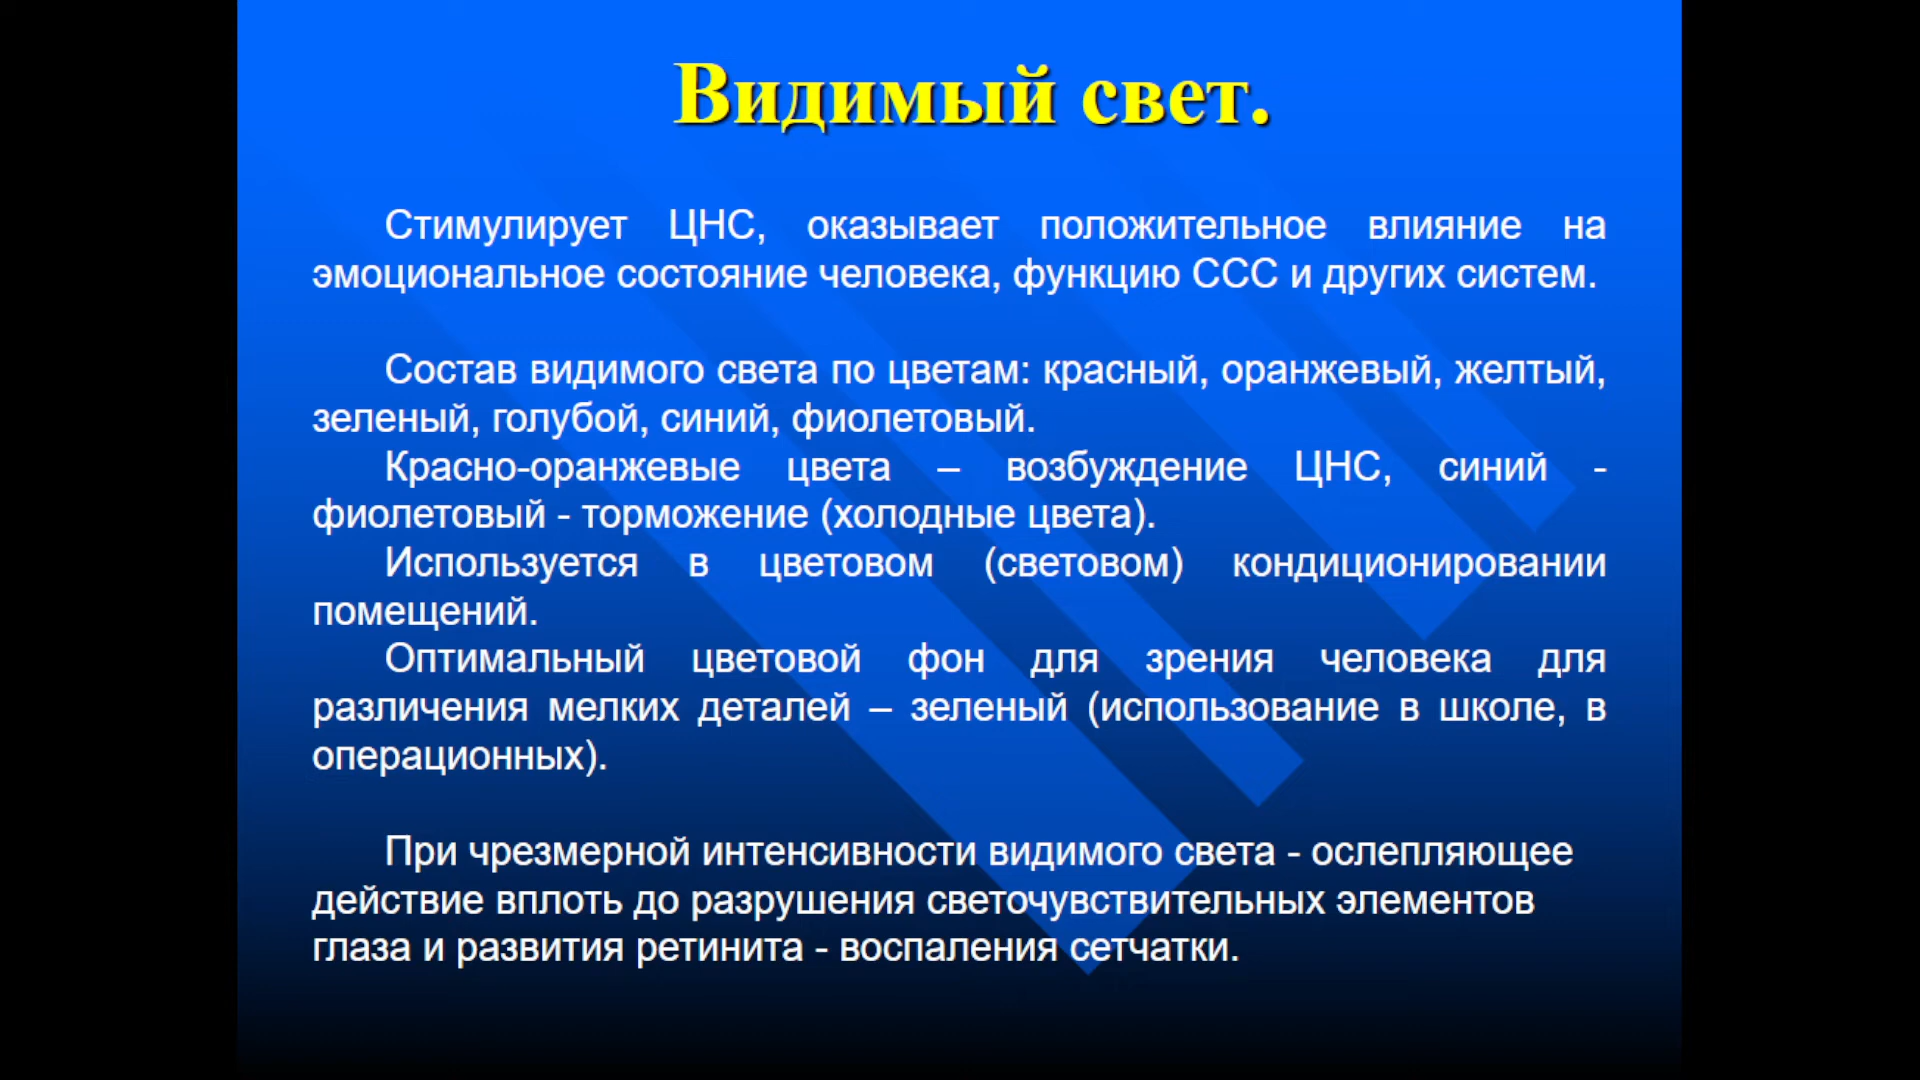 Видимый свет.
Стимулирует ЦНС, оказывает положительное влияние на
эмоциональное состояние человека, функцию ССС и других систем.
Состав видимого света по цветам: красный, оранжевый, желтый,
зеленый, голубой, синий, фиолетовый.
Красно-оранжевые цвета – возбуждение ЦНС, синий -
фиолетовый - торможение (холодные цвета).
Используется в цветовом (световом) кондиционировании
помещений.
Оптимальный цветовой фон для зрения человека для
различения мелких деталей – зеленый (использование в школе, в
операционных).
При чрезмерной интенсивности видимого света - ослепляющее
действие вплоть до разрушения светочувствительных элементов
глаза и развития ретинита - воспаления сетчатки.